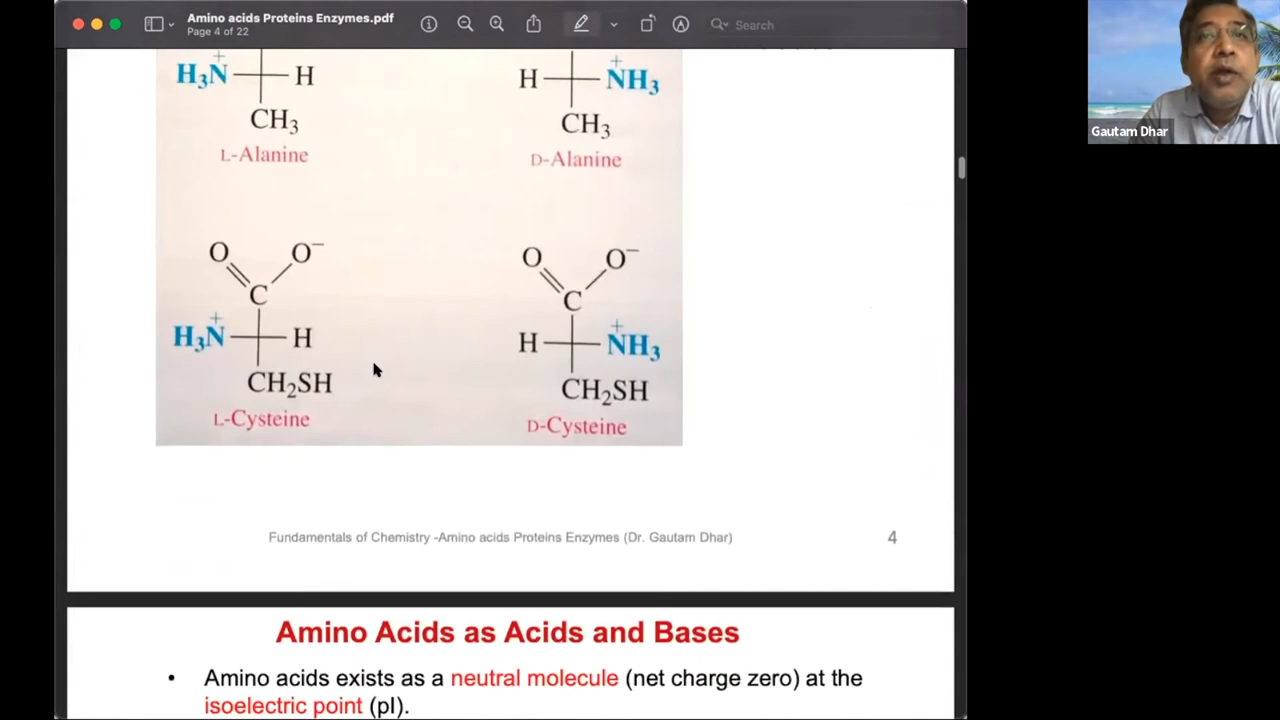 Amino acids Proteins Enzymes.pdf
Page 4 of 22
Search
Gautam Dhar
H₃N⁺ H
CH₃
L-Alanine
H ⁺NH₃
CH₃
D-Alanine
O O⁻
C
H₃N⁺ H
CH₂SH
L-Cysteine
O O⁻
C
H ⁺NH₃
CH₂SH
D-Cysteine
Fundamentals of Chemistry -Amino acids Proteins Enzymes (Dr. Gautam Dhar)
4
Amino Acids as Acids and Bases
• Amino acids exists as a neutral molecule (net charge zero) at the
isoelectric point (pI).